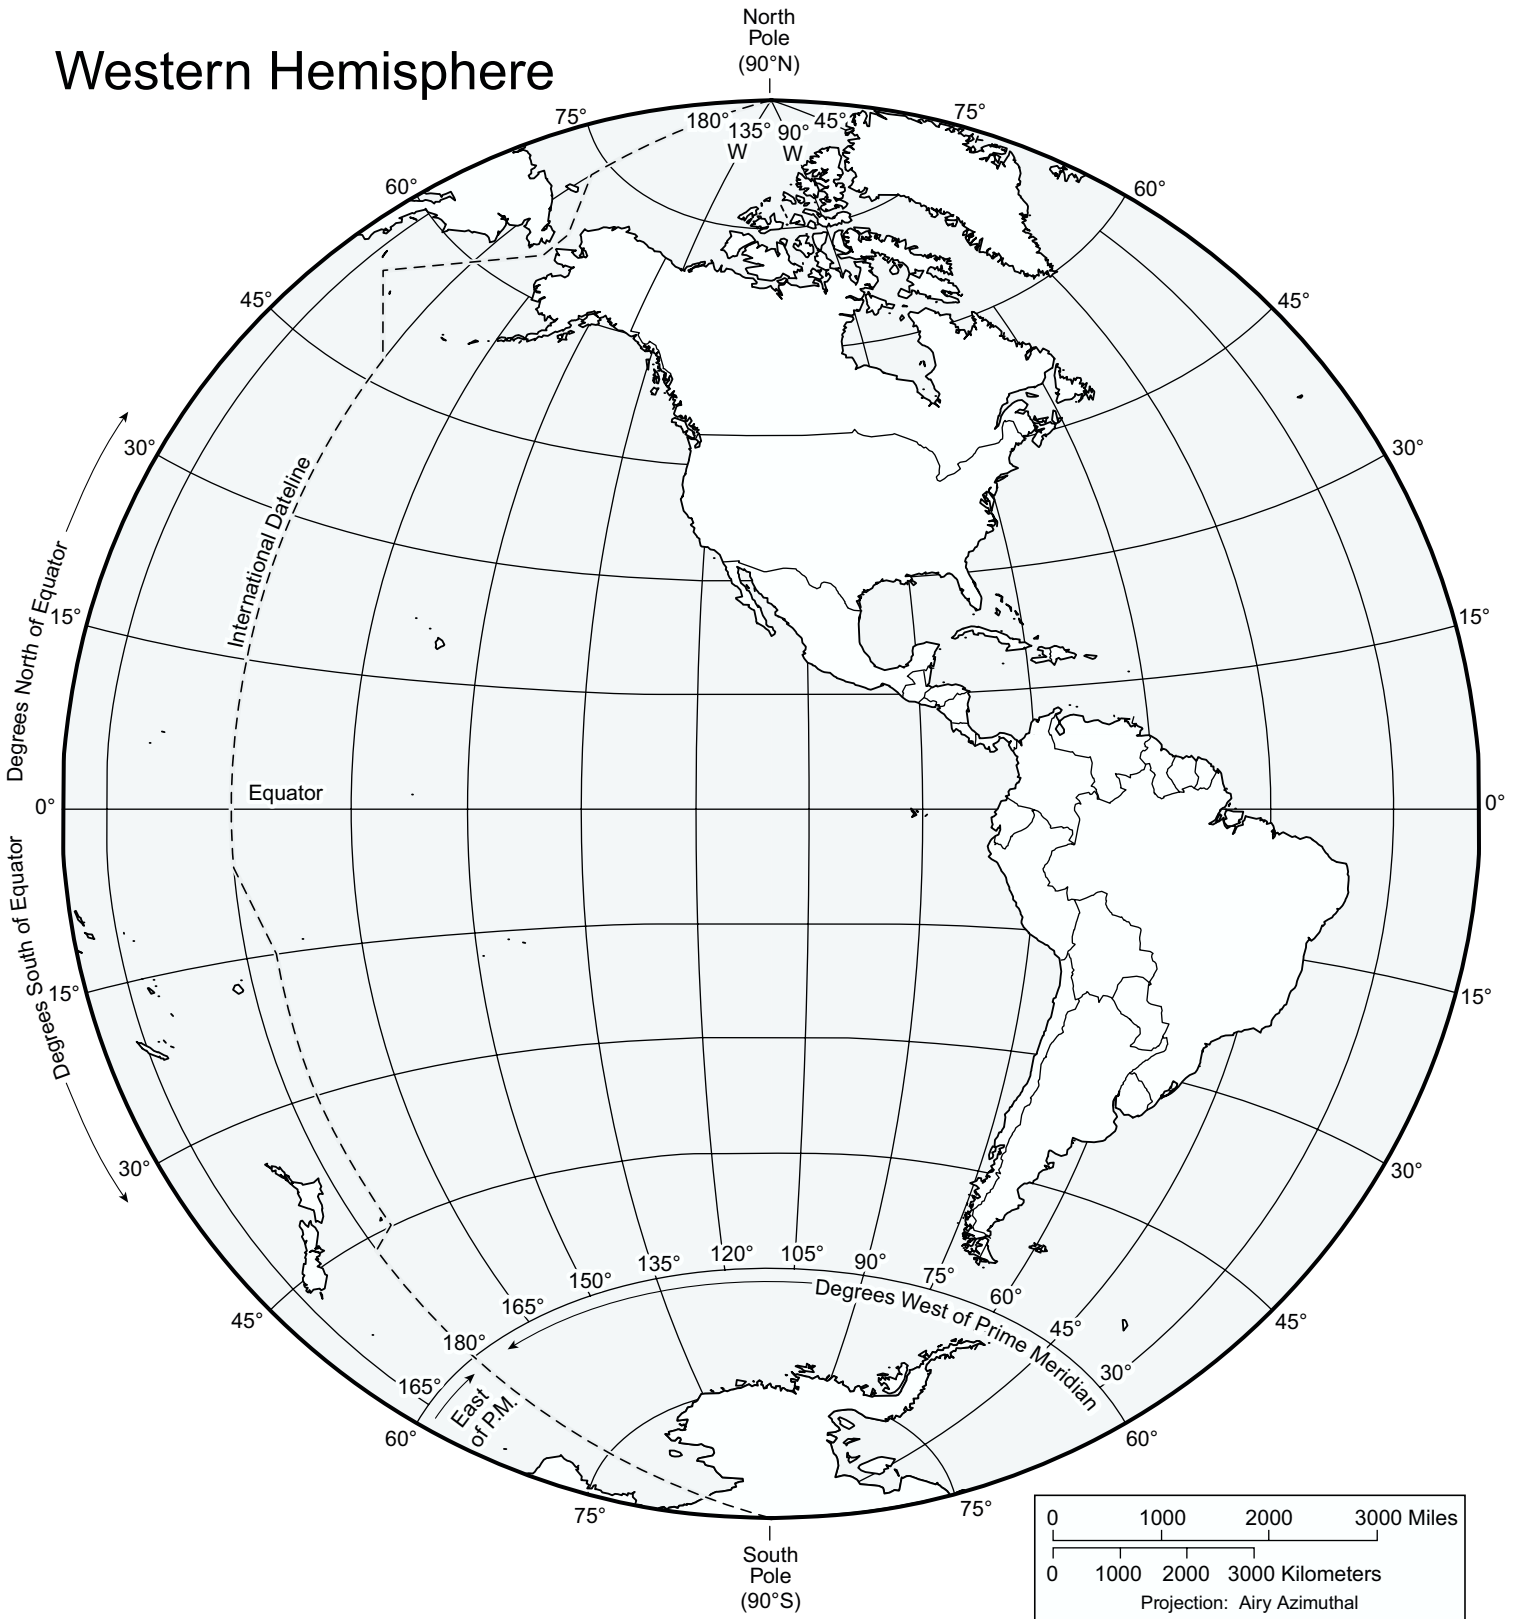 North
Pole
(90°N)
Western Hemisphere
75°
180°
135°
W
90°
W
45°
75°
60°
60°
45°
45°
30°
30°
International Dateline
Degrees North of Equator
15°
15°
Equator
0°
0°
Degrees South of Equator
15°
15°
30°
30°
165°
150°
135°
120°
105°
90°
75°
60°
45°
30°
Degrees West of Prime Meridian
180°
165°
East
of P.M.
45°
45°
60°
60°
75°
75°
South
Pole
(90°S)
0 1000 2000 3000 Miles
0 1000 2000 3000 Kilometers
Projection: Airy Azimuthal